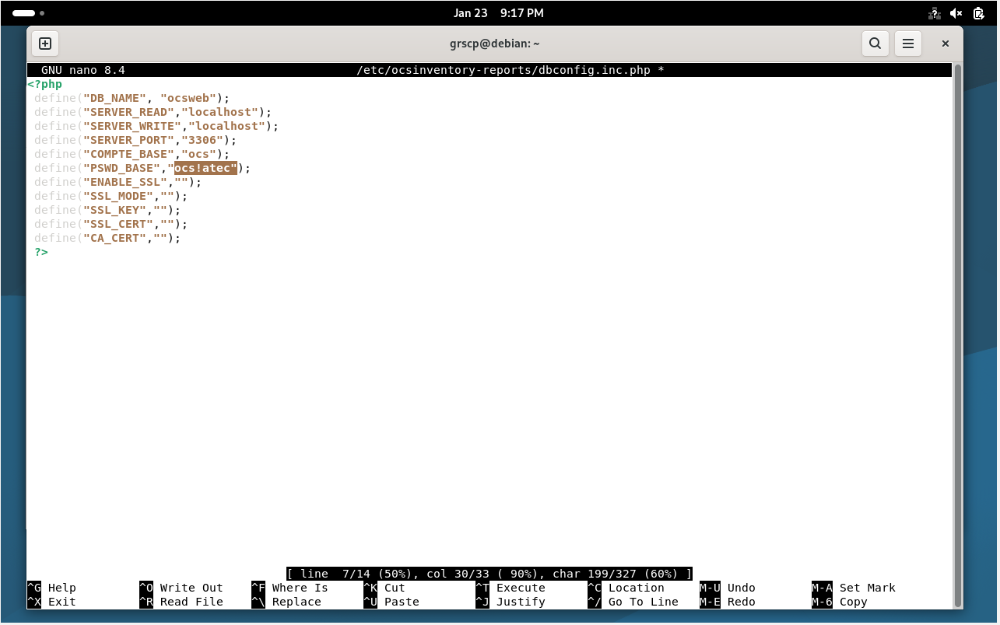 Jan 23 9:17 PM
grscp@debian: ~
GNU nano 8.4 /etc/ocsinventory-reports/dbconfig.inc.php *
<?php
define("DB_NAME", "ocsweb");
define("SERVER_READ","localhost");
define("SERVER_WRITE","localhost");
define("SERVER_PORT","3306");
define("COMPTE_BASE","ocs");
define("PSWD_BASE","ocs!atec");
define("ENABLE_SSL","");
define("SSL_MODE","");
define("SSL_KEY","");
define("SSL_CERT","");
define("CA_CERT","");
?>
[ line  7/14 (50%), col 30/33 ( 90%), char 199/327 (60%) ]
^G Help ^O Write Out ^F Where Is ^K Cut ^T Execute ^C Location M-U Undo M-A Set Mark
^X Exit ^R Read File ^\ Replace ^U Paste ^J Justify ^/ Go To Line M-E Redo M-6 Copy